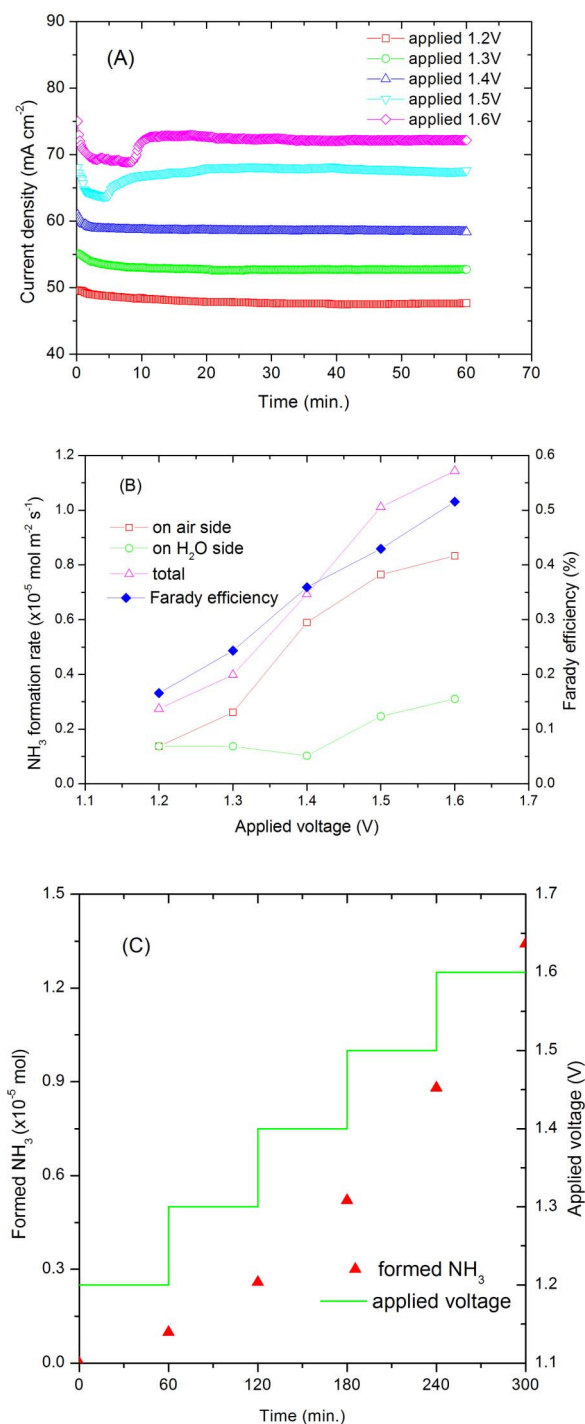 (A)
applied 1.2V
applied 1.3V
applied 1.4V
applied 1.5V
applied 1.6V
90
80
70
60
50
40
Current density (mA cm⁻²)
0 10 20 30 40 50 60 70
Time (min.)
(B)
on air side
on H₂O side
total
Farady efficiency
1.2
1.0
0.8
0.6
0.4
0.2
0.0
NH₃ formation rate (x10⁻⁵ mol m⁻² s⁻¹)
0.6
0.5
0.4
0.3
0.2
0.1
0.0
Farady efficiency (%)
1.1 1.2 1.3 1.4 1.5 1.6 1.7
Applied voltage (V)
(C)
1.5
1.2
0.9
0.6
0.3
0.0
Formed NH₃ (x10⁻⁵ mol)
1.7
1.6
1.5
1.4
1.3
1.2
1.1
Applied voltage (V)
formed NH₃
applied voltage
0 60 120 180 240 300
Time (min.)